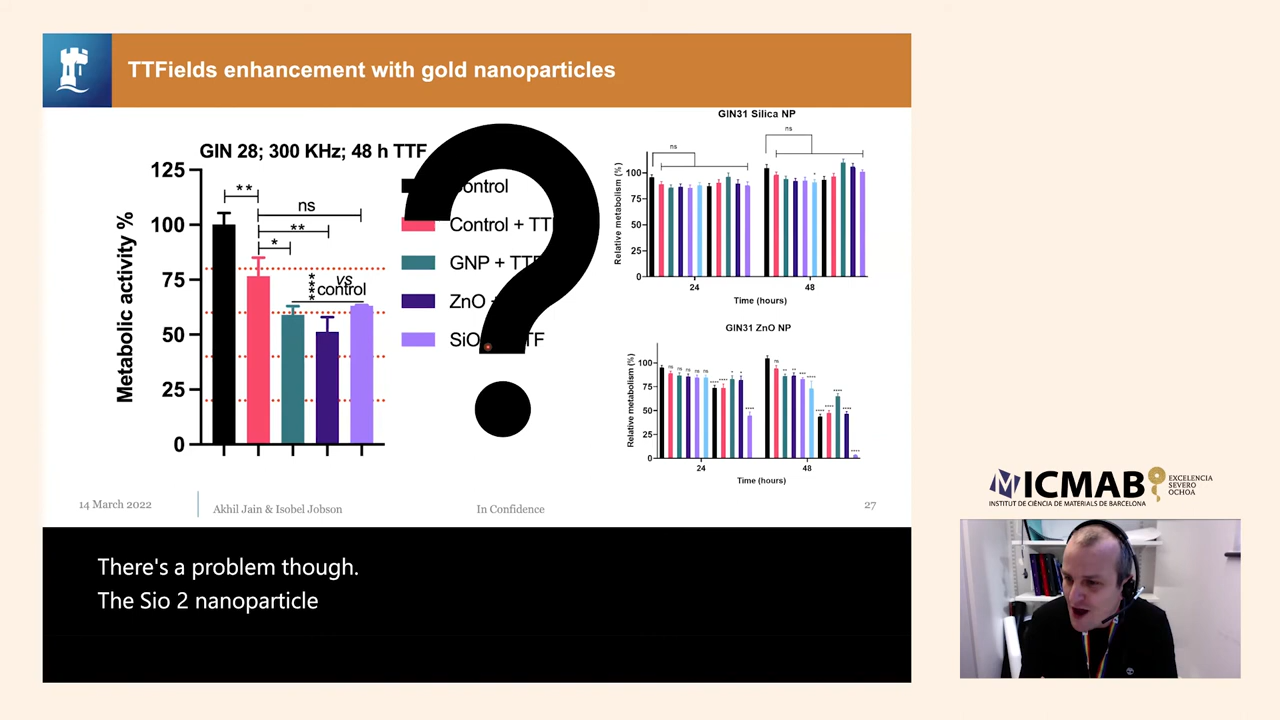 TTFields enhancement with gold nanoparticles
GIN 28; 300 KHz; 48 h TTF
Metabolic activity %
125
100
75
50
25
0
**
ns
**
*
****
vs
control
Control
Control + TTF
GNP + TTF
ZnO +
SiO TTF
GIN31 Silica NP
Relative metabolism (%)
100
75
50
25
0
ns
ns
24
48
Time (hours)
GIN31 ZnO NP
Relative metabolism (%)
100
75
50
25
0
24
48
Time (hours)
14 March 2022
Akhil Jain & Isobel Jobson
In Confidence
27
There's a problem though.
The Sio 2 nanoparticle
ICMAB
INSTITUT DE CIÈNCIA DE MATERIALS DE BARCELONA
EXCELENCIA
SEVERO
OCHOA